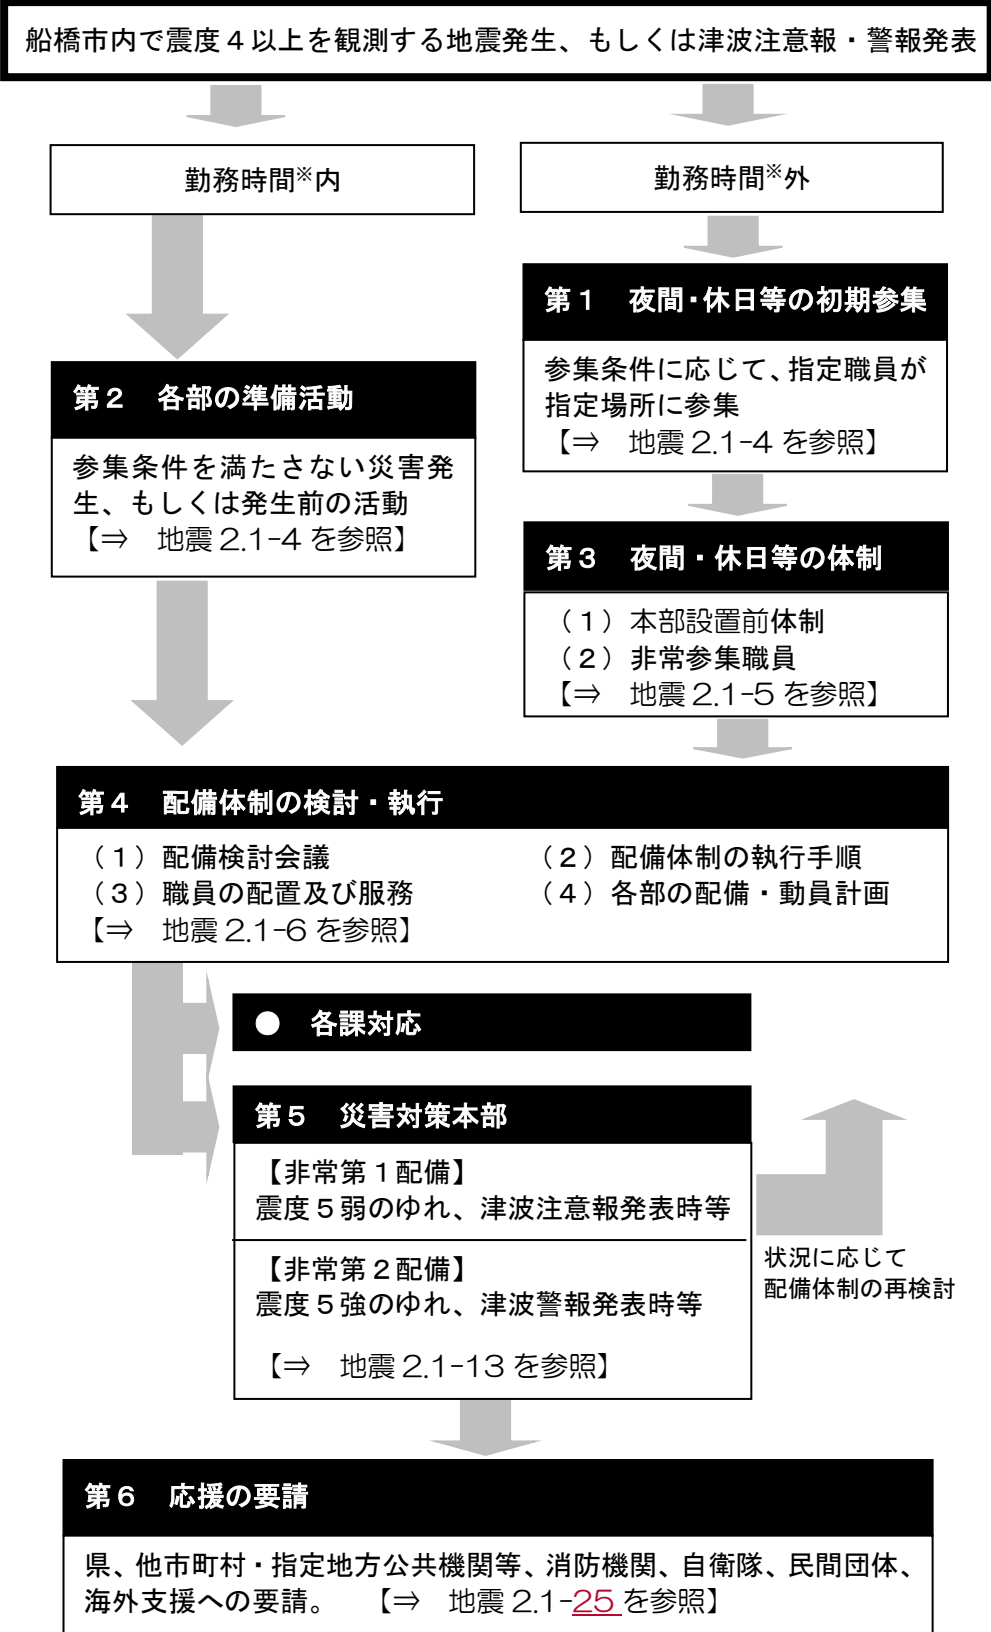 船橋市内で震度４以上を観測する地震発生、もしくは津波注意報・警報発表
勤務時間※内
勤務時間※外
第１　夜間・休日等の初期参集
参集条件に応じて、指定職員が
指定場所に参集
【⇒　地震 2.1-4 を参照】
第２　各部の準備活動
参集条件を満たさない災害発
生、もしくは発生前の活動
【⇒　地震 2.1-4 を参照】
第３　夜間・休日等の体制
（１）本部設置前体制
（２）非常参集職員
【⇒　地震 2.1-5 を参照】
第４　配備体制の検討・執行
（１）配備検討会議　（２）配備体制の執行手順
（３）職員の配置及び服務　（４）各部の配備・動員計画
【⇒　地震 2.1-6 を参照】
●　各課対応
第５　災害対策本部
【非常第１配備】
震度５弱のゆれ、津波注意報発表時等
【非常第２配備】
震度５強のゆれ、津波警報発表時等
【⇒　地震 2.1-13 を参照】
状況に応じて
配備体制の再検討
第６　応援の要請
県、他市町村・指定地方公共機関等、消防機関、自衛隊、民間団体、
海外支援への要請。　【⇒　地震 2.1-25 を参照】